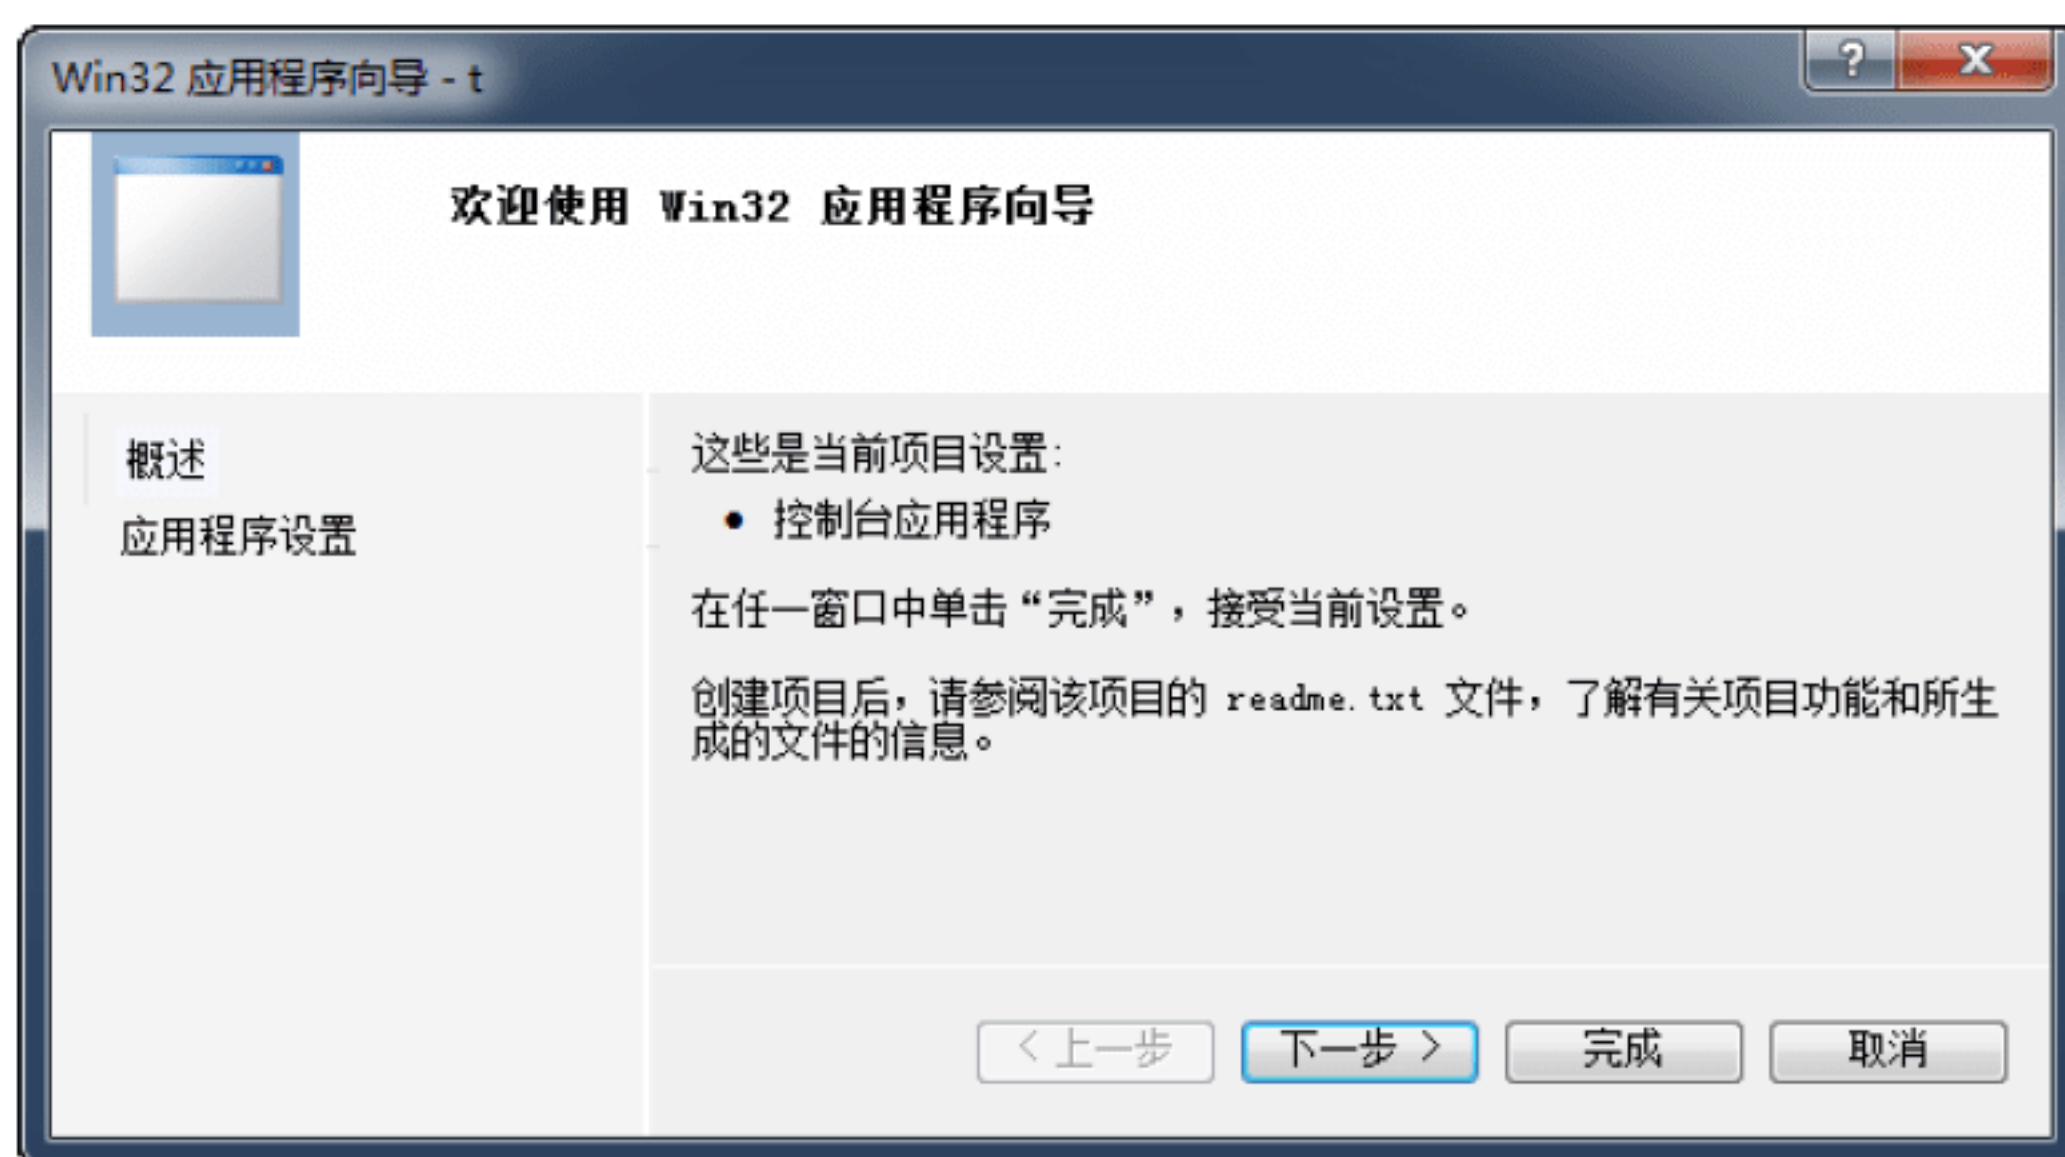 Win32 应用程序向导 - t
欢迎使用 Win32 应用程序向导
概述
应用程序设置
这些是当前项目设置:
• 控制台应用程序
在任一窗口中单击“完成”，接受当前设置。
创建项目后，请参阅该项目的 readme.txt 文件，了解有关项目功能和所生
成的文件的信息。
< 上一步
下一步 >
完成
取消